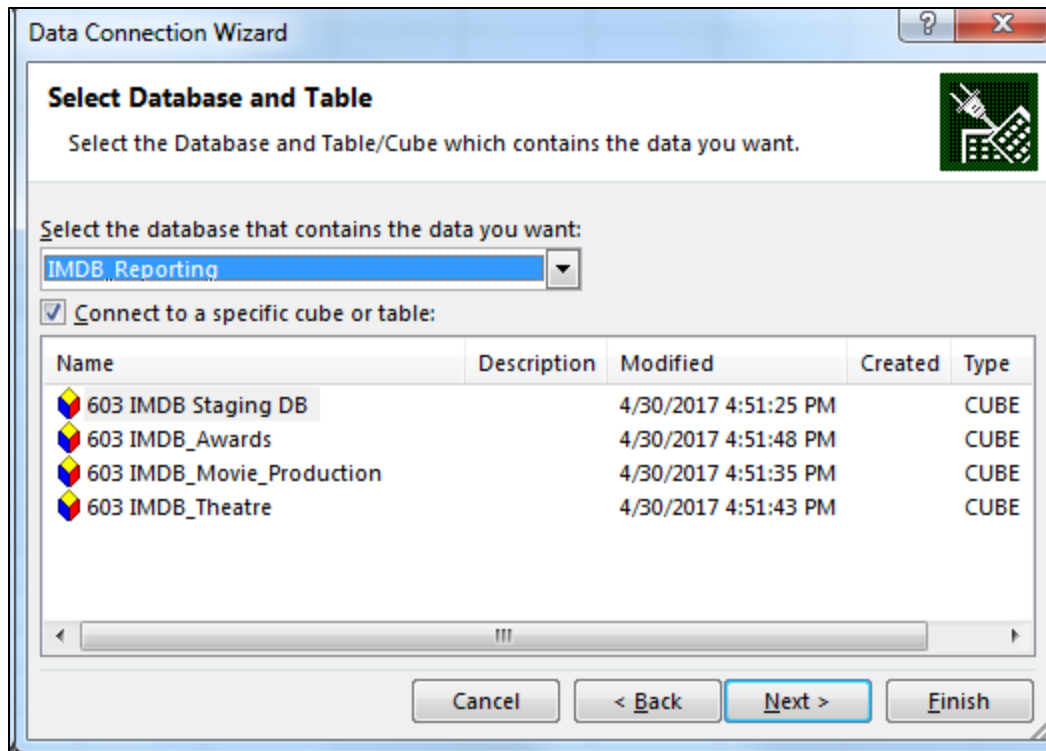 Data Connection Wizard
Select Database and Table
Select the Database and Table/Cube which contains the data you want.
Select the database that contains the data you want:
IMDB_Reporting
Connect to a specific cube or table:
Name Description Modified Created Type
603 IMDB Staging DB 4/30/2017 4:51:25 PM CUBE
603 IMDB_Awards 4/30/2017 4:51:48 PM CUBE
603 IMDB_Movie_Production 4/30/2017 4:51:35 PM CUBE
603 IMDB_Theatre 4/30/2017 4:51:43 PM CUBE
Cancel < Back Next > Finish